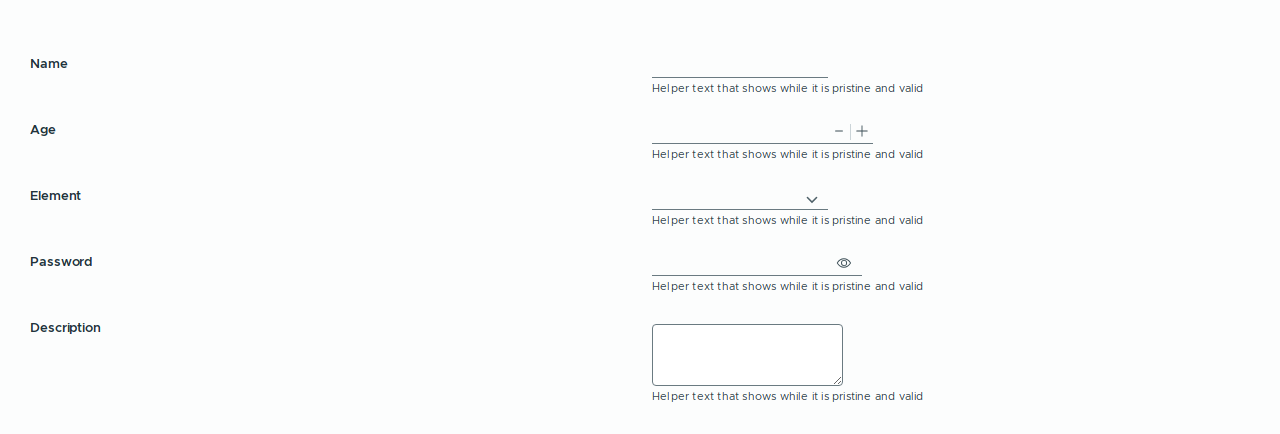 Name
Helper text that shows while it is pristine and valid
Age
Helper text that shows while it is pristine and valid
Element
Helper text that shows while it is pristine and valid
Password
Helper text that shows while it is pristine and valid
Description
Helper text that shows while it is pristine and valid